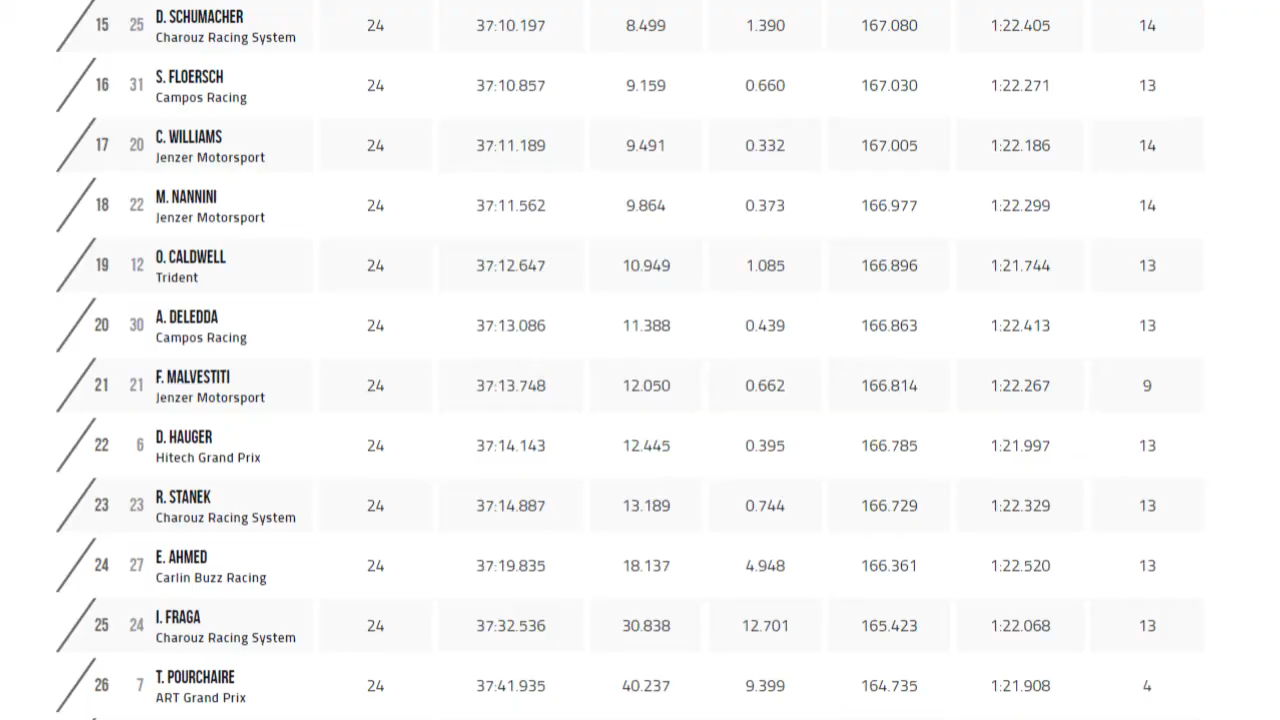 15 25 D. SCHUMACHER 24 37:10.197 8.499 1.390 167.080 1:22.405 14
Charouz Racing System
16 31 S. FLOERSCH 24 37:10.857 9.159 0.660 167.030 1:22.271 13
Campos Racing
17 20 C. WILLIAMS 24 37:11.189 9.491 0.332 167.005 1:22.186 14
Jenzer Motorsport
18 22 M. NANNINI 24 37:11.562 9.864 0.373 166.977 1:22.299 14
Jenzer Motorsport
19 12 O. CALDWELL 24 37:12.647 10.949 1.085 166.896 1:21.744 13
Trident
20 30 A. DELEDDA 24 37:13.086 11.388 0.439 166.863 1:22.413 13
Campos Racing
21 21 F. MALVESTITI 24 37:13.748 12.050 0.662 166.814 1:22.267 9
Jenzer Motorsport
22 6 D. HAUGER 24 37:14.143 12.445 0.395 166.785 1:21.997 13
Hitech Grand Prix
23 23 R. STANEK 24 37:14.887 13.189 0.744 166.729 1:22.329 13
Charouz Racing System
24 27 E. AHMED 24 37:19.835 18.137 4.948 166.361 1:22.520 13
Carlin Buzz Racing
25 24 I. FRAGA 24 37:32.536 30.838 12.701 165.423 1:22.068 13
Charouz Racing System
26 7 T. POURCHAIRE 24 37:41.935 40.237 9.399 164.735 1:21.908 4
ART Grand Prix